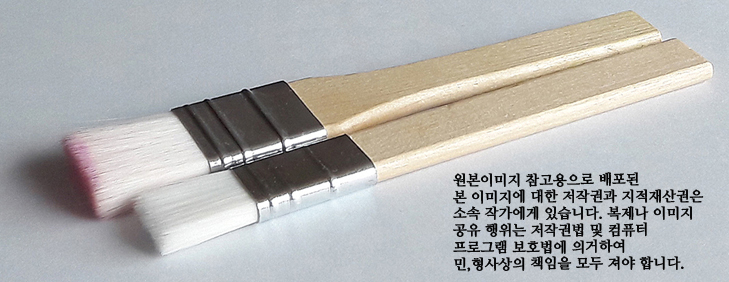 원본이미지 참고용으로 배포된
본 이미지에 대한 저작권과 지적재산권은
소속 작가에게 있습니다. 복제나 이미지
공유 행위는 저작권법 및 컴퓨터
프로그램 보호법에 의거하여
민,형사상의 책임을 모두 져야 합니다.